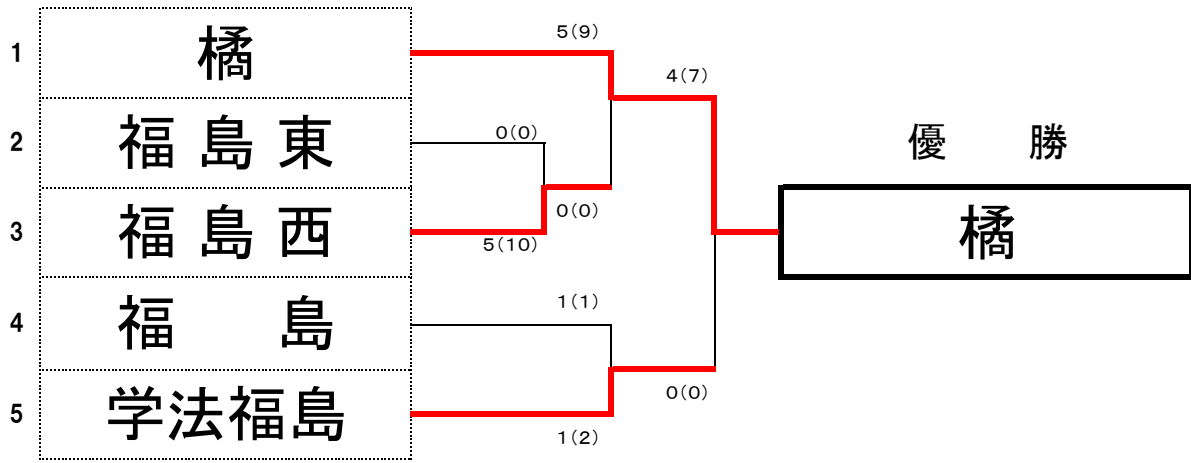 5(9)
1 橘
4(7)
2 福島東
0(0)
優 勝
3 福島西
0(0)
5(10)
橘
4 福 島
1(1)
0(0)
5 学法福島
1(2)